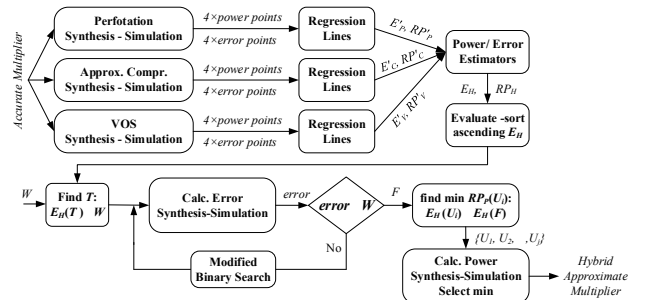 Accurate Multiplier
Perfotation
Synthesis - Simulation
4×power points
4×error points
Regression
Lines
E'P, RP'P
Approx. Compr.
Synthesis - Simulation
4×power points
4×error points
Regression
Lines
E'C, RP'C
VOS
Synthesis - Simulation
4×power points
4×error points
Regression
Lines
E'V, RP'V
Power/ Error
Estimators
EH, RPH
Evaluate -sort
ascending EH
W
Find T:
EH(T) W
Calc. Error
Synthesis-Simulation
error
error W
F
No
Modified
Binary Search
find min RPP(Ui):
EH(Ui) EH(F)
{U1, U2, ,Uj}
Calc. Power
Synthesis-Simulation
Select min
Hybrid
Approximate
Multiplier